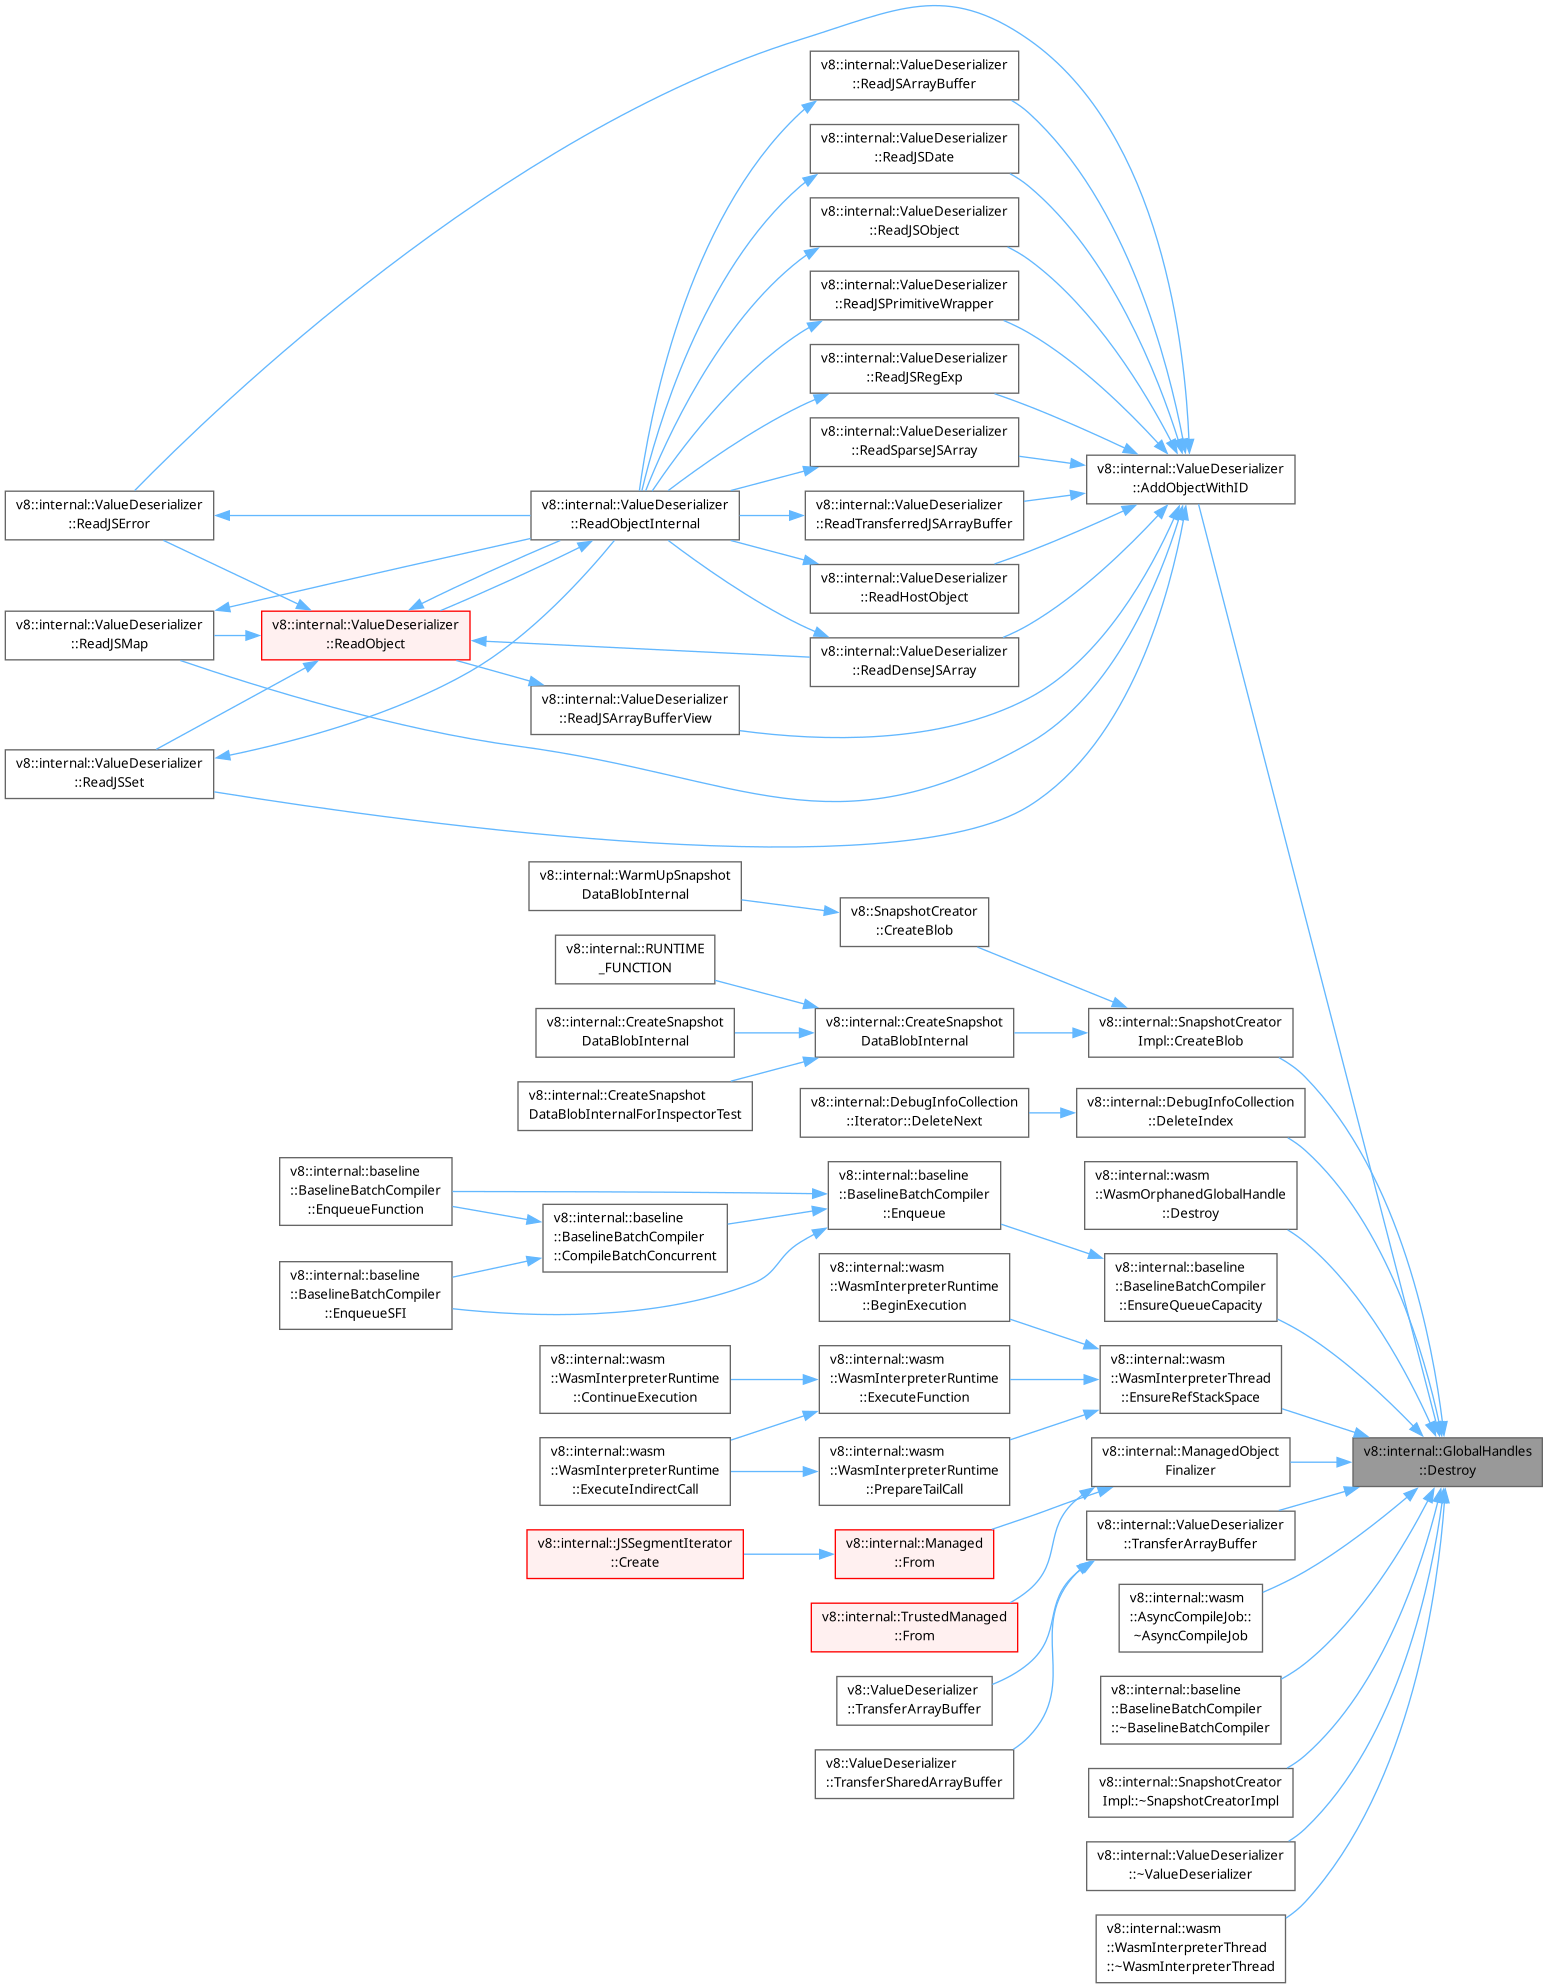 v8::internal::ValueDeserializer
::ReadJSArrayBuffer
v8::internal::ValueDeserializer
::ReadJSDate
v8::internal::ValueDeserializer
::ReadJSObject
v8::internal::ValueDeserializer
::ReadJSPrimitiveWrapper
v8::internal::ValueDeserializer
::ReadJSRegExp
v8::internal::ValueDeserializer
::ReadSparseJSArray
v8::internal::ValueDeserializer
::AddObjectWithID
v8::internal::ValueDeserializer
::ReadJSError
v8::internal::ValueDeserializer
::ReadObjectInternal
v8::internal::ValueDeserializer
::ReadTransferredJSArrayBuffer
v8::internal::ValueDeserializer
::ReadHostObject
v8::internal::ValueDeserializer
::ReadJSMap
v8::internal::ValueDeserializer
::ReadObject
v8::internal::ValueDeserializer
::ReadDenseJSArray
v8::internal::ValueDeserializer
::ReadJSArrayBufferView
v8::internal::ValueDeserializer
::ReadJSSet
v8::internal::WarmUpSnapshot
DataBlobInternal
v8::SnapshotCreator
::CreateBlob
v8::internal::RUNTIME
_FUNCTION
v8::internal::CreateSnapshot
DataBlobInternal
v8::internal::CreateSnapshot
DataBlobInternal
v8::internal::SnapshotCreator
Impl::CreateBlob
v8::internal::CreateSnapshot
DataBlobInternalForInspectorTest
v8::internal::DebugInfoCollection
::Iterator::DeleteNext
v8::internal::DebugInfoCollection
::DeleteIndex
v8::internal::baseline
::BaselineBatchCompiler
::EnqueueFunction
v8::internal::baseline
::BaselineBatchCompiler
::Enqueue
v8::internal::wasm
::WasmOrphanedGlobalHandle
::Destroy
v8::internal::baseline
::BaselineBatchCompiler
::CompileBatchConcurrent
v8::internal::baseline
::BaselineBatchCompiler
::EnqueueSFI
v8::internal::wasm
::WasmInterpreterRuntime
::BeginExecution
v8::internal::baseline
::BaselineBatchCompiler
::EnsureQueueCapacity
v8::internal::wasm
::WasmInterpreterRuntime
::ContinueExecution
v8::internal::wasm
::WasmInterpreterRuntime
::ExecuteFunction
v8::internal::wasm
::WasmInterpreterThread
::EnsureRefStackSpace
v8::internal::wasm
::WasmInterpreterRuntime
::ExecuteIndirectCall
v8::internal::wasm
::WasmInterpreterRuntime
::PrepareTailCall
v8::internal::ManagedObject
Finalizer
v8::internal::GlobalHandles
::Destroy
v8::internal::JSSegmentIterator
::Create
v8::internal::Managed
::From
v8::internal::ValueDeserializer
::TransferArrayBuffer
v8::internal::TrustedManaged
::From
v8::internal::wasm
::AsyncCompileJob::
~AsyncCompileJob
v8::ValueDeserializer
::TransferArrayBuffer
v8::internal::baseline
::BaselineBatchCompiler
::~BaselineBatchCompiler
v8::ValueDeserializer
::TransferSharedArrayBuffer
v8::internal::SnapshotCreator
Impl::~SnapshotCreatorImpl
v8::internal::ValueDeserializer
::~ValueDeserializer
v8::internal::wasm
::WasmInterpreterThread
::~WasmInterpreterThread